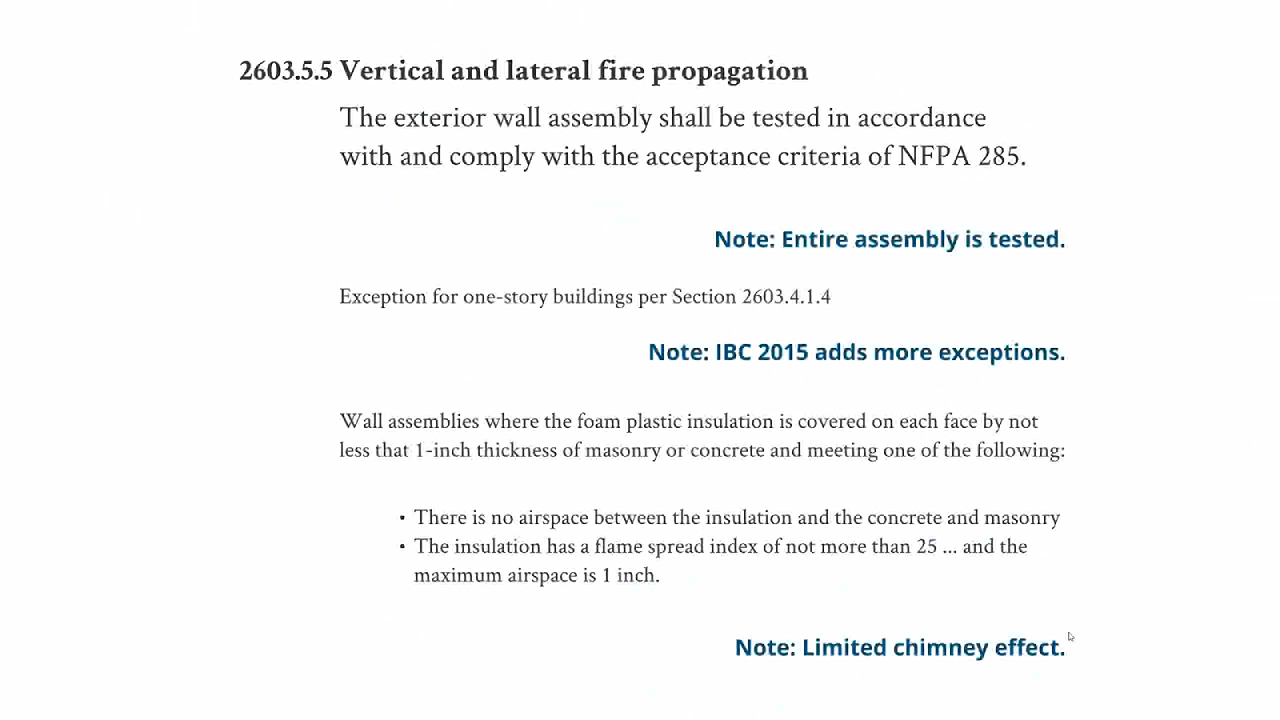 2603.5.5 Vertical and lateral fire propagation
The exterior wall assembly shall be tested in accordance
with and comply with the acceptance criteria of NFPA 285.
Note: Entire assembly is tested.
Exception for one-story buildings per Section 2603.4.1.4
Note: IBC 2015 adds more exceptions.
Wall assemblies where the foam plastic insulation is covered on each face by not
less that 1-inch thickness of masonry or concrete and meeting one of the following:
• There is no airspace between the insulation and the concrete and masonry
• The insulation has a flame spread index of not more than 25 ... and the
maximum airspace is 1 inch.
Note: Limited chimney effect.